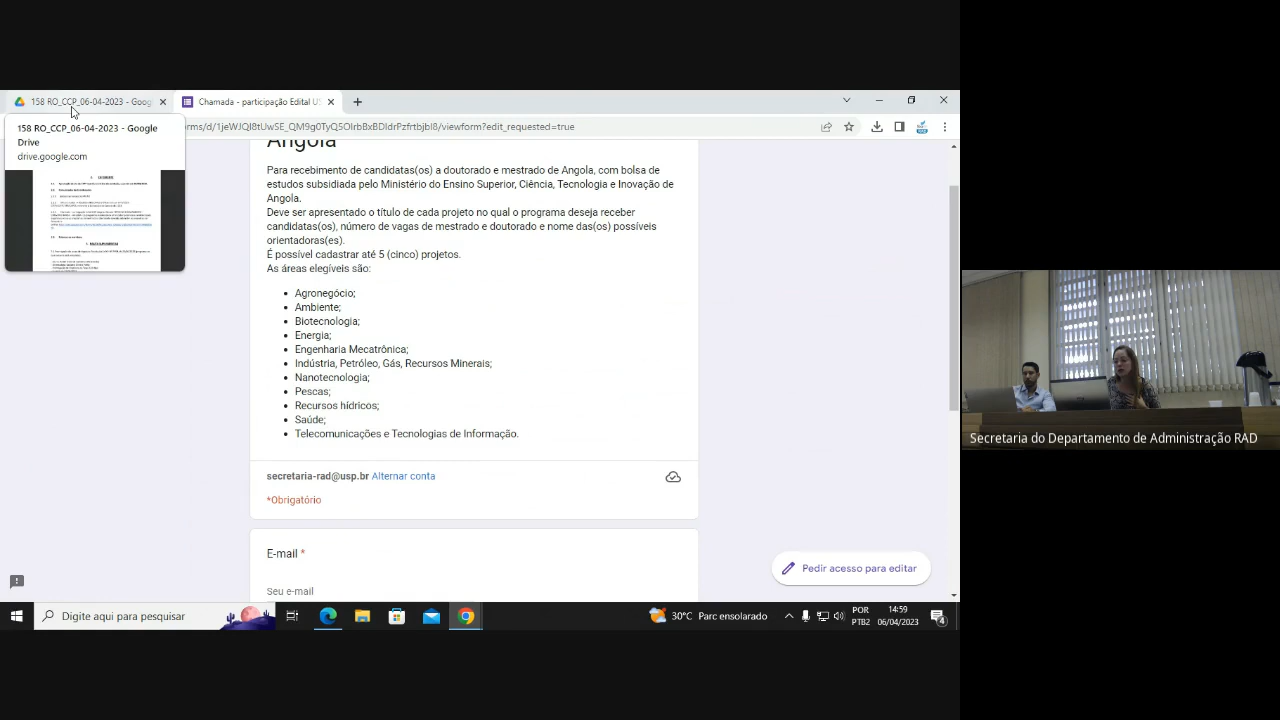 158 RO_CCP_06-04-2023 - Goog
Chamada - participação Edital U
158 RO_CCP_06-04-2023 - Google
Drive
drive.google.com
Angola
Para recebimento de candidatas(os) a doutorado e mestrado de Angola, com bolsa de
estudos subsidiada pelo Ministério do Ensino Superior, Ciência, Tecnologia e Inovação de
Angola.
Deve ser apresentado o título de cada projeto no qual o programa deseja receber
candidatas(os), número de vagas de mestrado e doutorado e nome das(os) possíveis
orientadoras(es).
É possível cadastrar até 5 (cinco) projetos.
As áreas elegíveis são:
Agronegócio;
Ambiente;
Biotecnologia;
Energia;
Engenharia Mecatrônica;
Indústria, Petróleo, Gás, Recursos Minerais;
Nanotecnologia;
Pescas;
Recursos hídricos;
Saúde;
Telecomunicações e Tecnologias de Informação.
secretaria-rad@usp.br Alternar conta
*Obrigatório
E-mail *
Seu e-mail
Pedir acesso para editar
Digite aqui para pesquisar
30°C Parc ensolarado
POR
PTB2
14:59
06/04/2023
4
Secretaria do Departamento de Administração RAD